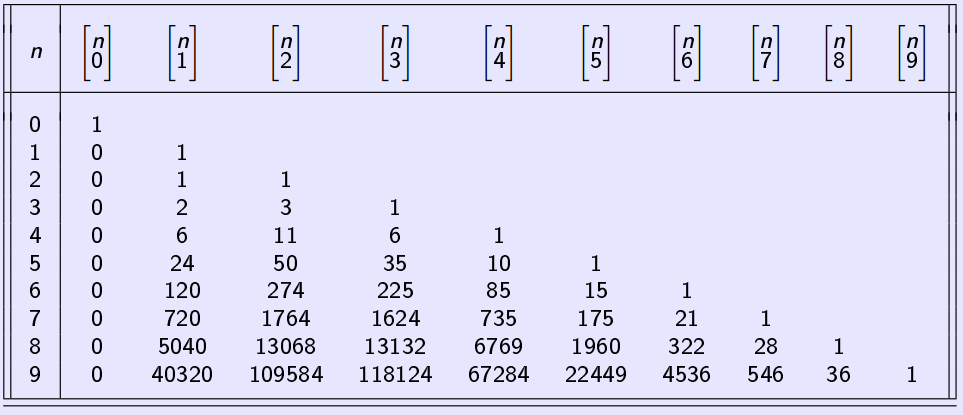 n [n 0] [n 1] [n 2] [n 3] [n 4] [n 5] [n 6] [n 7] [n 8] [n 9]
0 1
1 0 1
2 0 1 1
3 0 2 3 1
4 0 6 11 6 1
5 0 24 50 35 10 1
6 0 120 274 225 85 15 1
7 0 720 1764 1624 735 175 21 1
8 0 5040 13068 13132 6769 1960 322 28 1
9 0 40320 109584 118124 67284 22449 4536 546 36 1